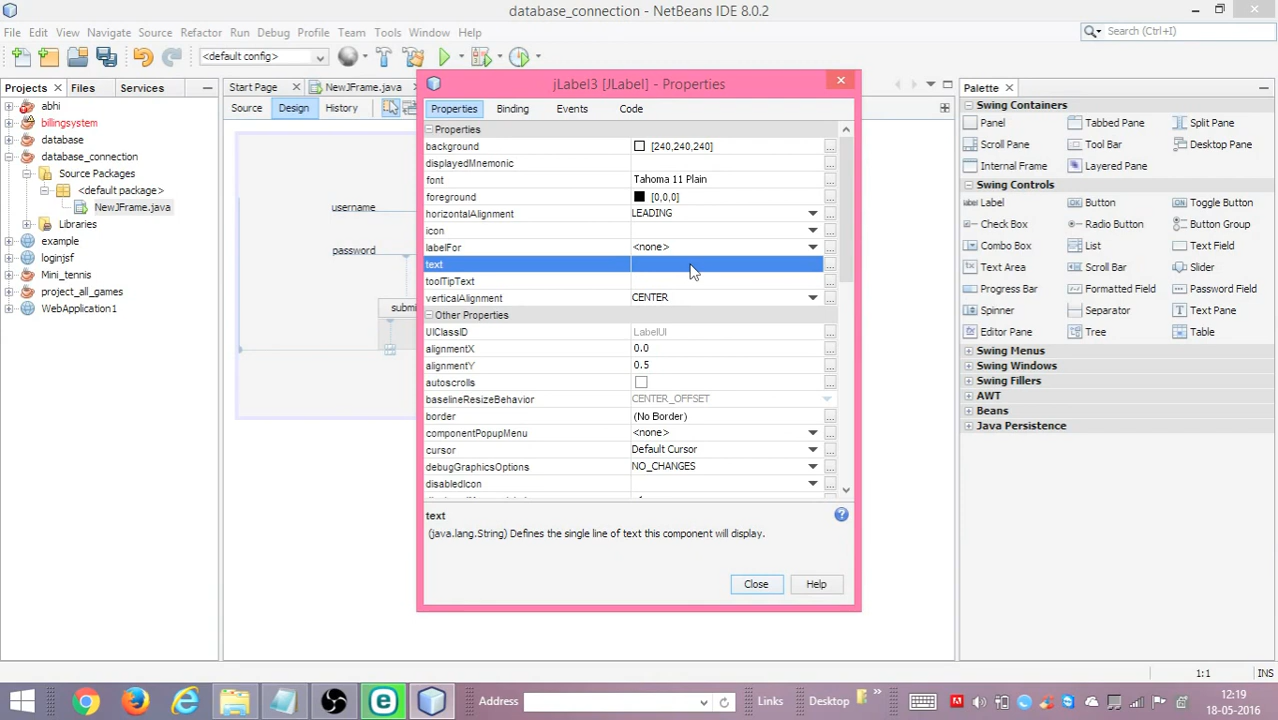 database_connection - NetBeans IDE 8.0.2
File Edit View Navigate Source Refactor Run Debug Profile Team Tools Window Help
Search (Ctrl+I)
<default config>
Projects Files Services
Start Page NewJFrame.java
Source Design History
abhi
billingsystem
database
database_connection
Source Packages
<default package>
NewJFrame.java
Libraries
example
loginjsf
Mini_tennis
project_all_games
WebApplication1
username
password
submi
jLabel3 [JLabel] - Properties
Properties Binding Events Code
Properties
background [240,240,240]
displayedMnemonic
font Tahoma 11 Plain
foreground [0,0,0]
horizontalAlignment LEADING
icon
labelFor <none>
text
toolTipText
verticalAlignment CENTER
Other Properties
UIClassID LabelUI
alignmentX 0.0
alignmentY 0.5
autoscrolls
baselineResizeBehavior CENTER_OFFSET
border (No Border)
componentPopupMenu <none>
cursor Default Cursor
debugGraphicsOptions NO_CHANGES
disabledIcon
text
(java.lang.String) Defines the single line of text this component will display.
Close Help
Palette
Swing Containers
Panel Tabbed Pane Split Pane
Scroll Pane Tool Bar Desktop Pane
Internal Frame Layered Pane
Swing Controls
Label Button Toggle Button
Check Box Radio Button Button Group
Combo Box List Text Field
Text Area Scroll Bar Slider
Progress Bar Formatted Field Password Field
Spinner Separator Text Pane
Editor Pane Tree Table
Swing Menus
Swing Windows
Swing Fillers
AWT
Beans
Java Persistence
1:1 INS
Address Links Desktop
12:19
18-05-2016